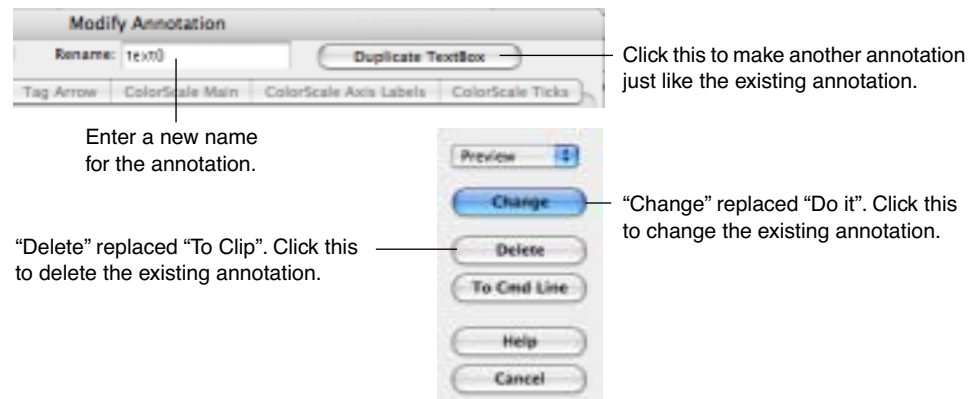 Modify Annotation
Rename: text0
Duplicate TextBox
Click this to make another annotation
just like the existing annotation.
Tag Arrow
ColorScale Main
ColorScale Axis Labels
ColorScale Ticks
Enter a new name
for the annotation.
Preview
Change
“Change” replaced “Do it”. Click this
to change the existing annotation.
“Delete” replaced “To Clip”. Click this
to delete the existing annotation.
Delete
To Cmd Line
Help
Cancel